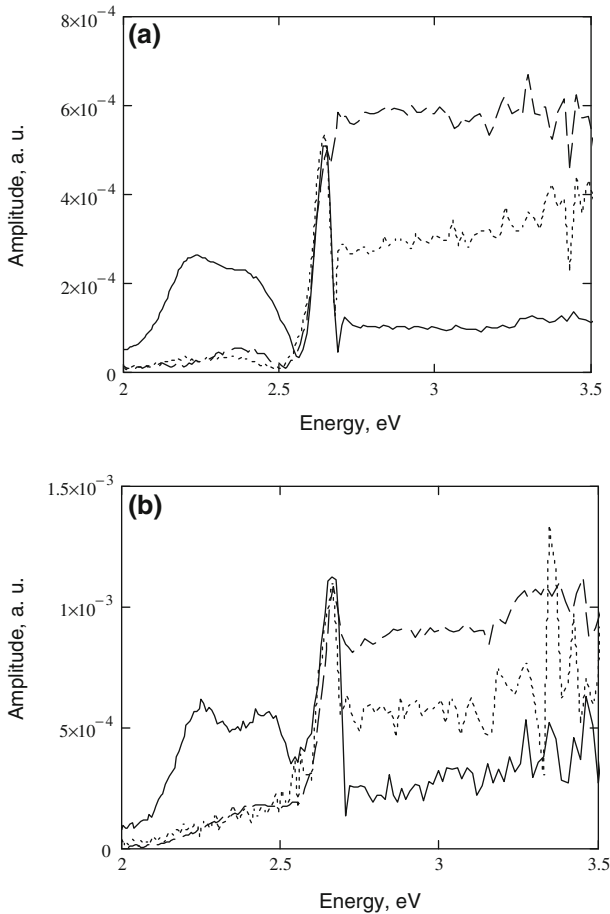 (a)
8×10⁻⁴
6×10⁻⁴
4×10⁻⁴
2×10⁻⁴
0
Amplitude, a. u.
2
2.5
3
3.5
Energy, eV
(b)
1.5×10⁻³
1×10⁻³
5×10⁻⁴
0
Amplitude, a. u.
2
2.5
3
3.5
Energy, eV